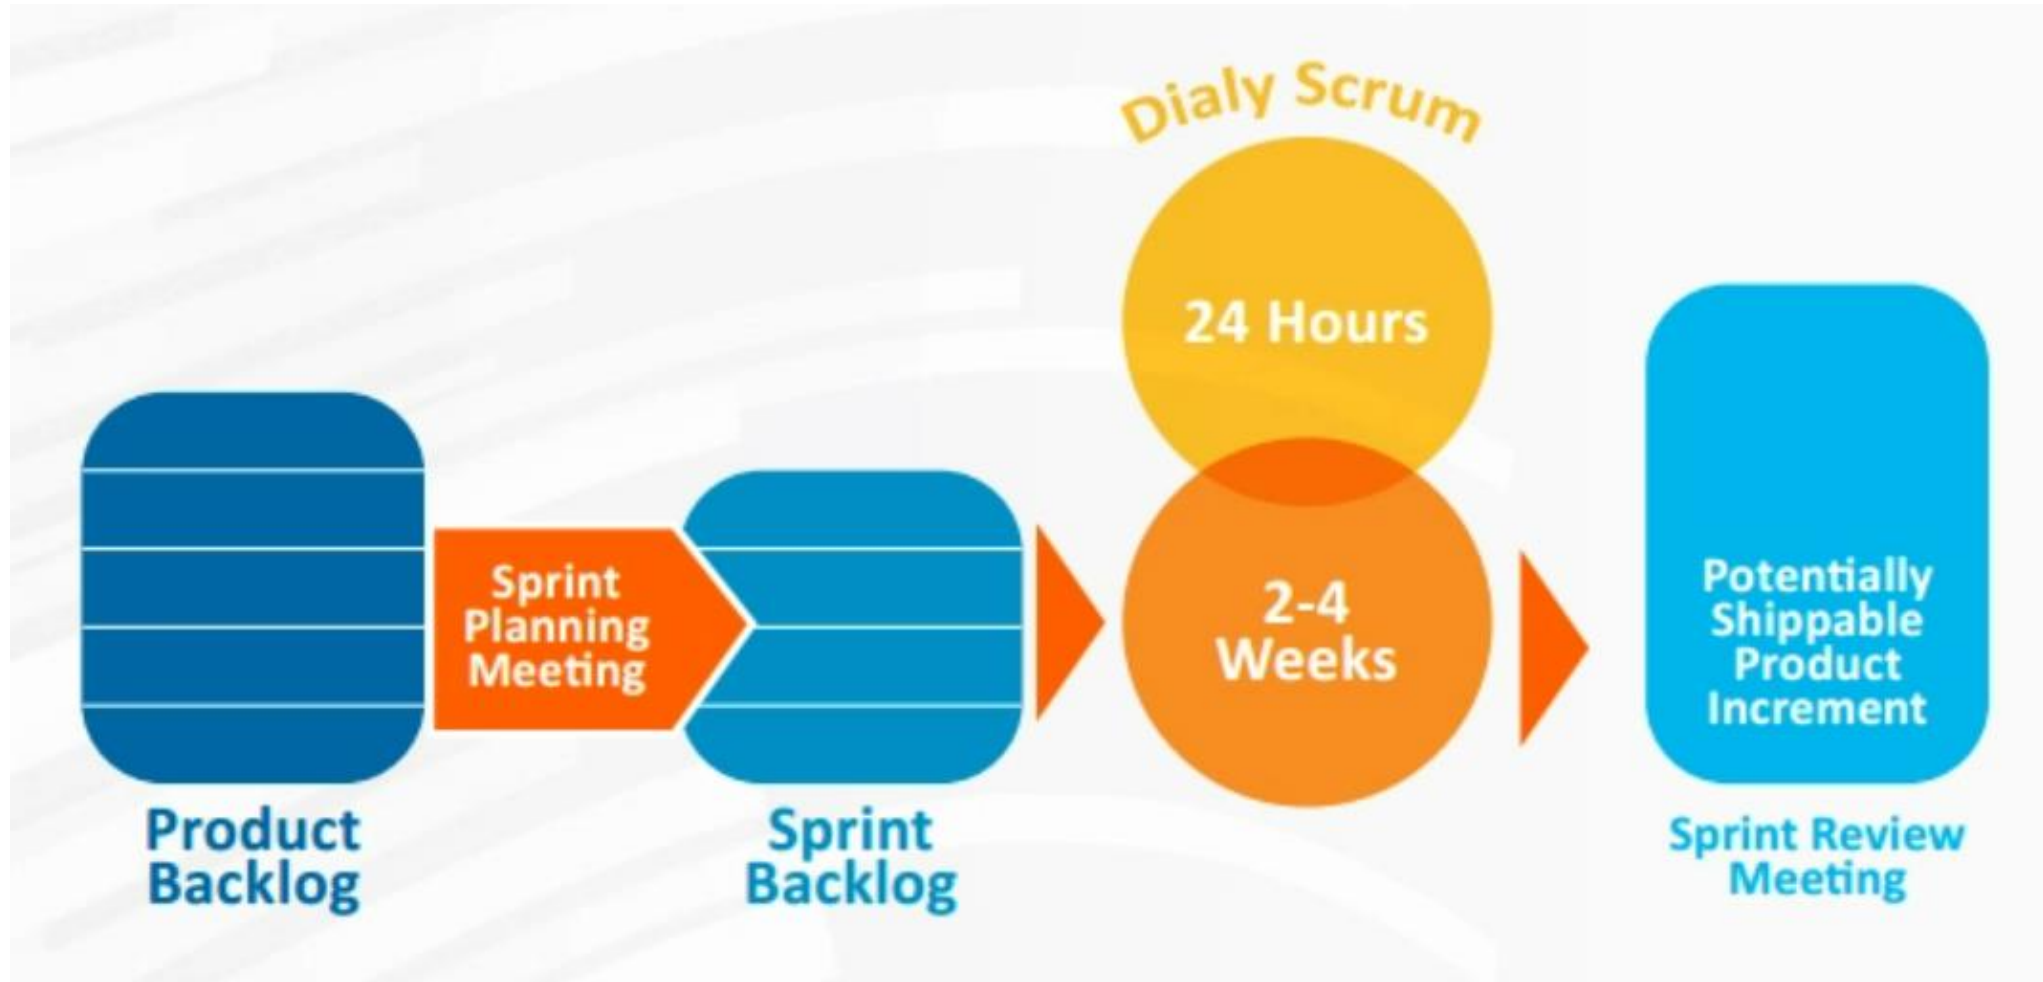 Product
Backlog
Sprint
Planning
Meeting
Sprint
Backlog
Dialy Scrum
24 Hours
2-4
Weeks
Potentially
Shippable
Product
Increment
Sprint Review
Meeting